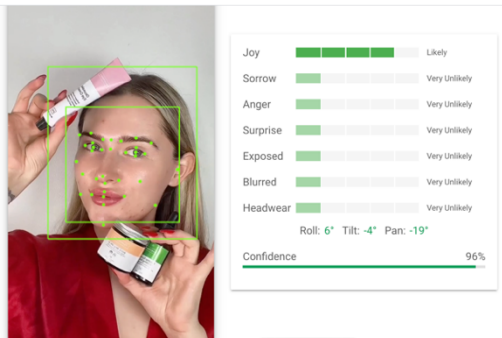 Joy Likely
Sorrow Very Unlikely
Anger Very Unlikely
Surprise Very Unlikely
Exposed Very Unlikely
Blurred Very Unlikely
Headwear Very Unlikely
Roll: 6° Tilt: -4° Pan: -19°
Confidence 96%